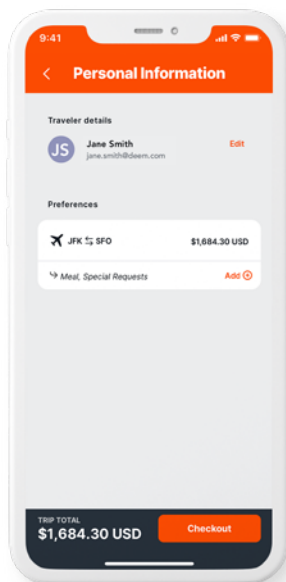 9:41
Personal Information
Traveler details
JS
Jane Smith
Edit
jane.smith@deem.com
Preferences
JFK ⇆ SFO
$1,684.30 USD
Meal, Special Requests
Add
TRIP TOTAL
$1,684.30 USD
Checkout